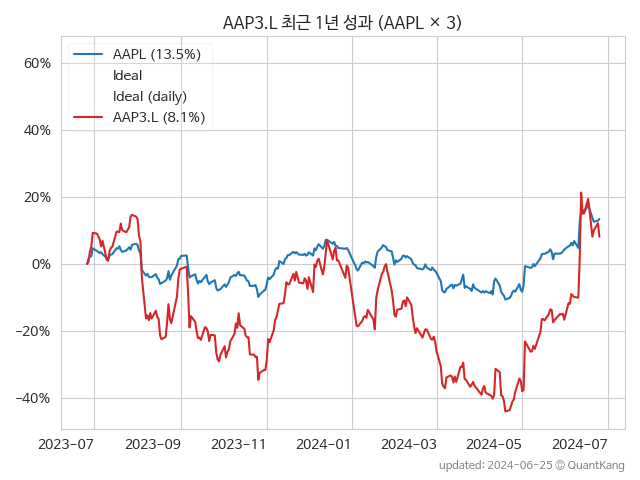 AAP3.L 최근 1년 성과 (AAPL × 3)
AAPL (13.5%)
Ideal
Ideal (daily)
AAP3.L (8.1%)
60%
40%
20%
0%
−20%
−40%
2023-07 2023-09 2023-11 2024-01 2024-03 2024-05 2024-07
updated: 2024-06-25 © QuantKang